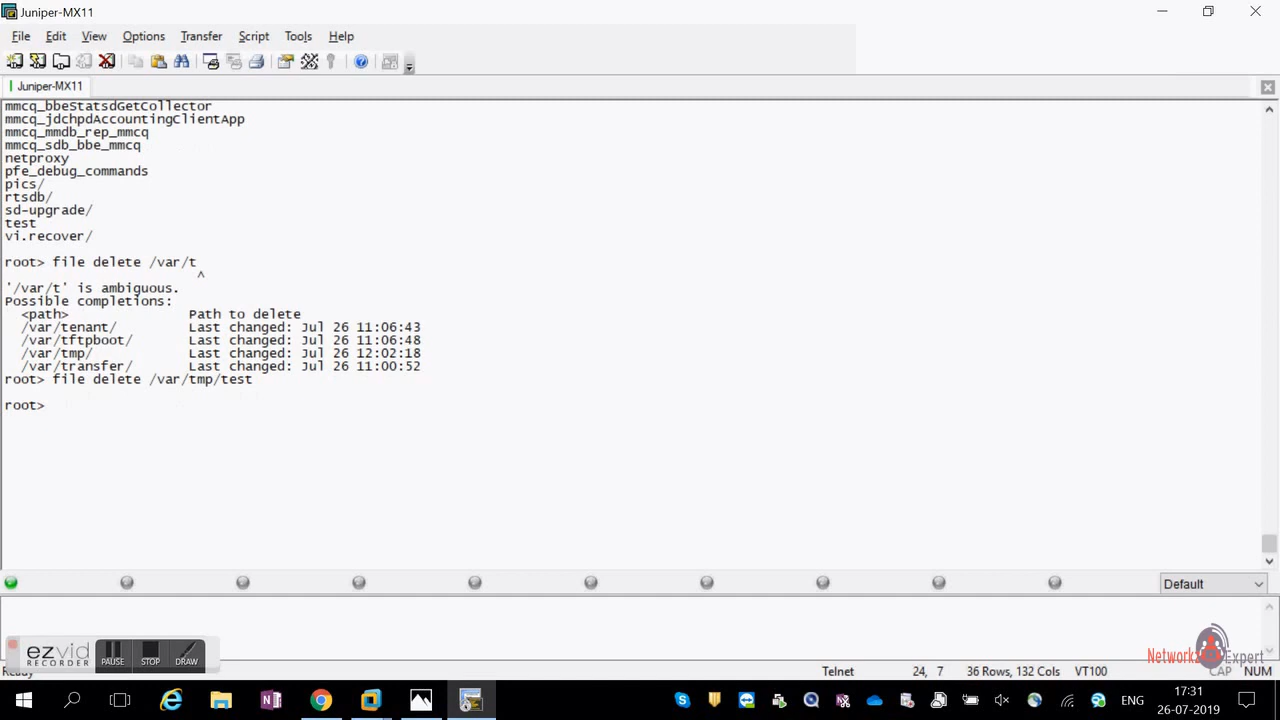 Juniper-MX11
File Edit View Options Transfer Script Tools Help
Juniper-MX11
mmcq_bbeStatsdGetCollector
mmcq_jdchpdAccountingClientApp
mmcq_mmdb_rep_mmcq
mmcq_sdb_bbe_mmcq
netproxy
pfe_debug_commands
pics/
rtsdb/
sd-upgrade/
test
vi.recover/
root> file delete /var/t
^
'/var/t' is ambiguous.
Possible completions:
<path> Path to delete
/var/tenant/ Last changed: Jul 26 11:06:43
/var/tftpboot/ Last changed: Jul 26 11:06:48
/var/tmp/ Last changed: Jul 26 12:02:18
/var/transfer/ Last changed: Jul 26 11:00:52
root> file delete /var/tmp/test
root>
Default
ezvid
RECORDER
PAUSE STOP DRAW
Ready Telnet 24, 7 36 Rows, 132 Cols VT100 CAP NUM
ENG
17:31
26-07-2019